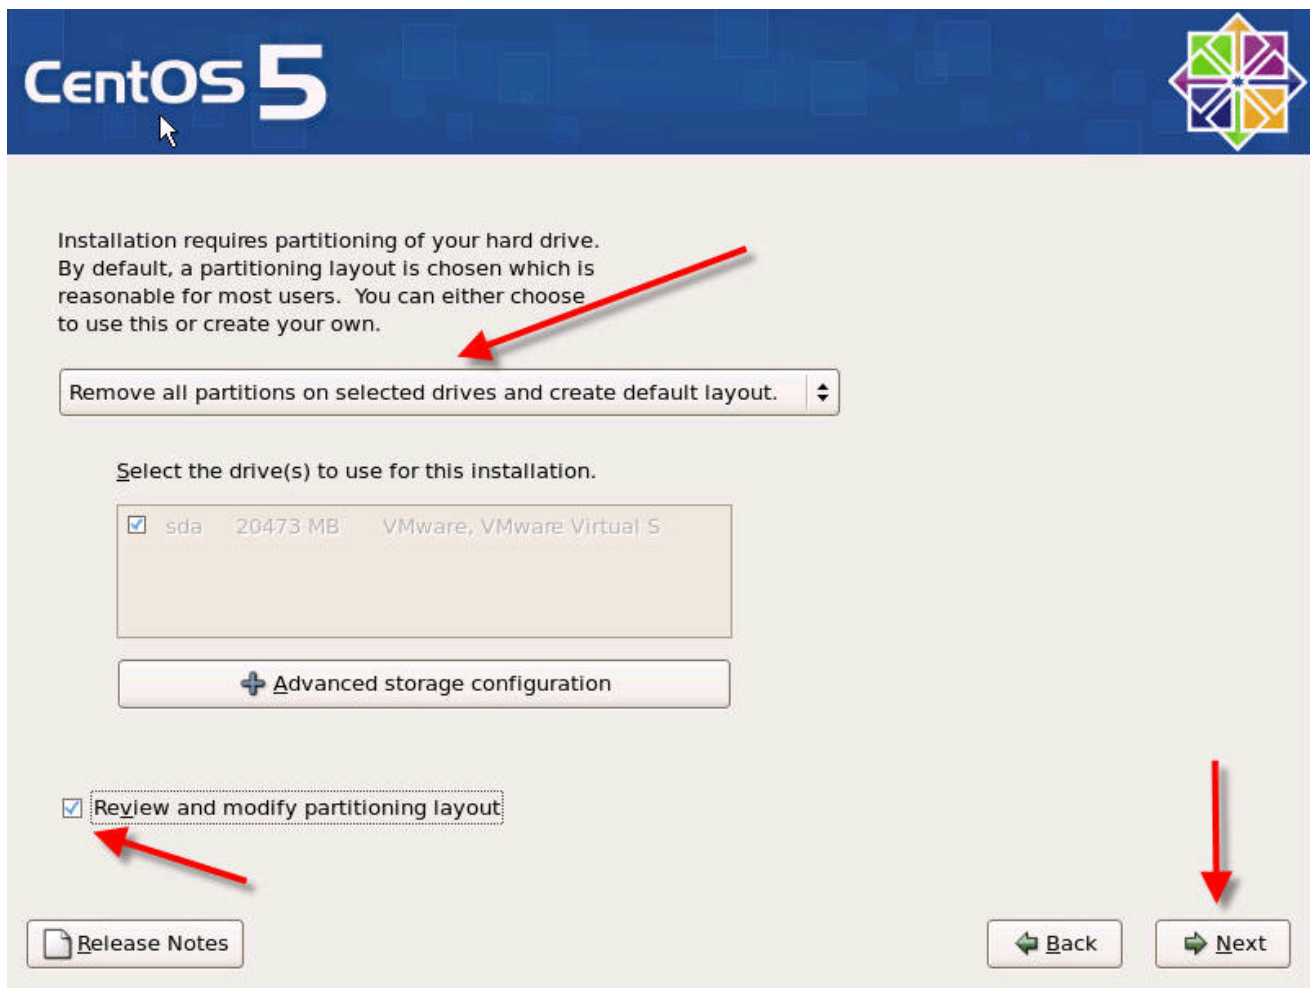 CentOS 5
Installation requires partitioning of your hard drive.
By default, a partitioning layout is chosen which is
reasonable for most users.  You can either choose
to use this or create your own.
Remove all partitions on selected drives and create default layout.
Select the drive(s) to use for this installation.
sda 20473 MB VMware, VMware Virtual S
Advanced storage configuration
Review and modify partitioning layout
Release Notes
Back
Next